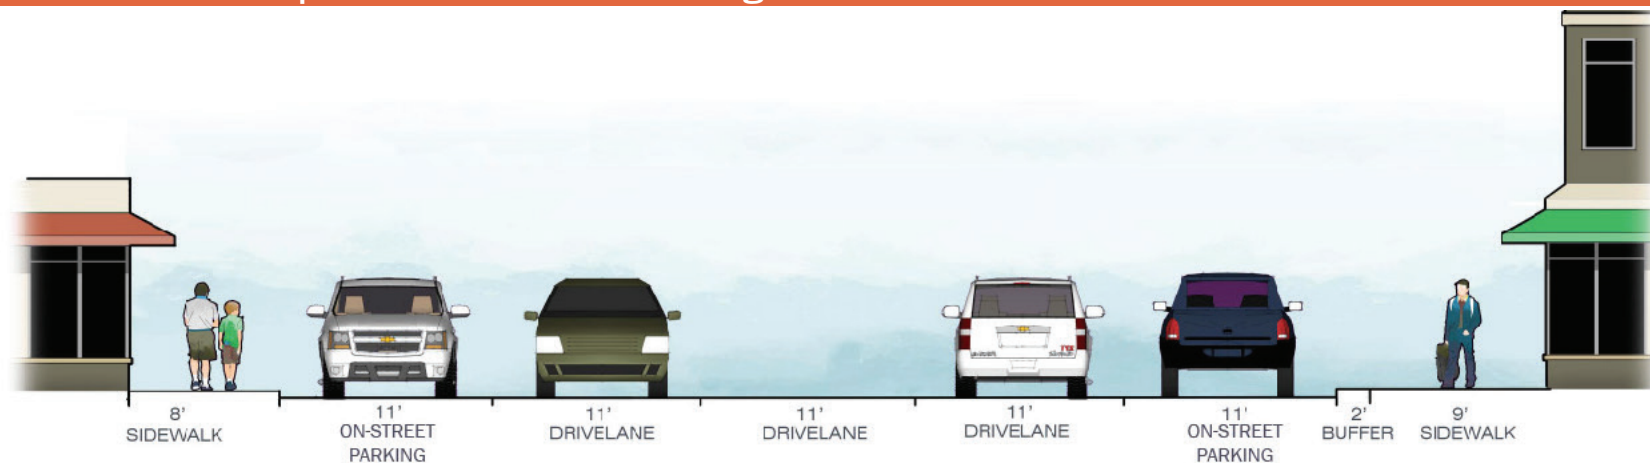 8'
SIDEWALK
11'
ON-STREET
PARKING
11'
DRIVELANE
11'
DRIVELANE
11'
DRIVELANE
11'
ON-STREET
PARKING
2'
BUFFER
9'
SIDEWALK